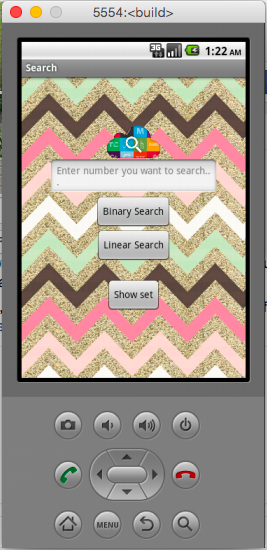 5554:<build>
3G 1:22 AM
Search
M
Enter number you want to search..
.
Binary Search
Linear Search
Show set
MENU